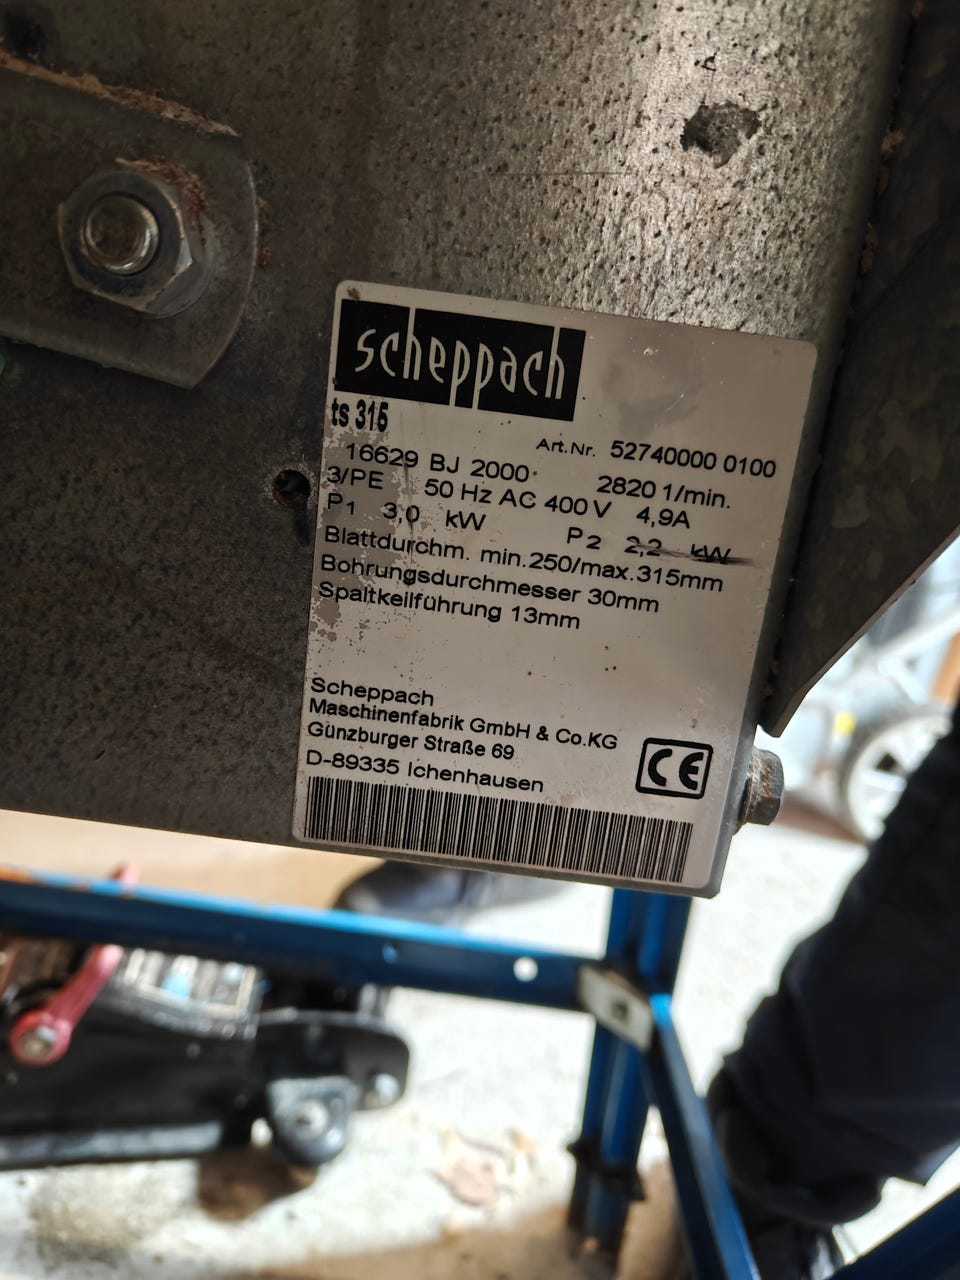 scheppach
ts 315
Art.Nr. 52740000 0100
16629 BJ 2000 2820 1/min.
3/PE 50 Hz AC 400 V 4,9A
P1 3,0 kW P2 2,2 kW
Blattdurchm. min.250/max.315mm
Bohrungsdurchmesser 30mm
Spaltkeilführung 13mm
Scheppach
Maschinenfabrik GmbH & Co.KG
Günzburger Straße 69
D-89335 Ichenhausen
CE